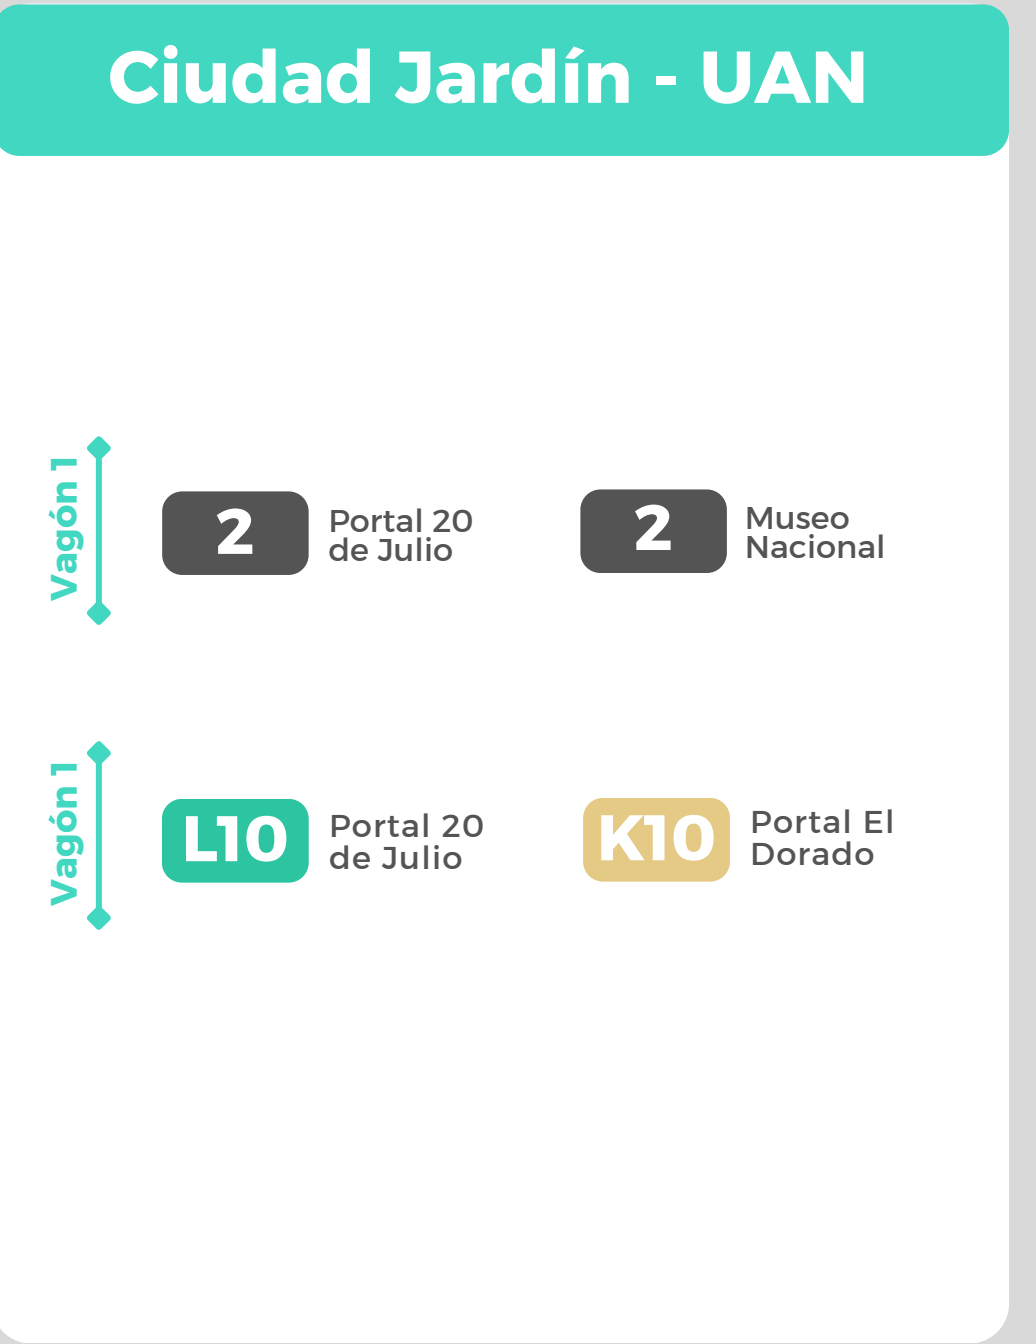 Ciudad Jardín - UAN
Vagón 1
2
Portal 20
de Julio
2
Museo
Nacional
Vagón 1
L10
Portal 20
de Julio
K10
Portal El
Dorado